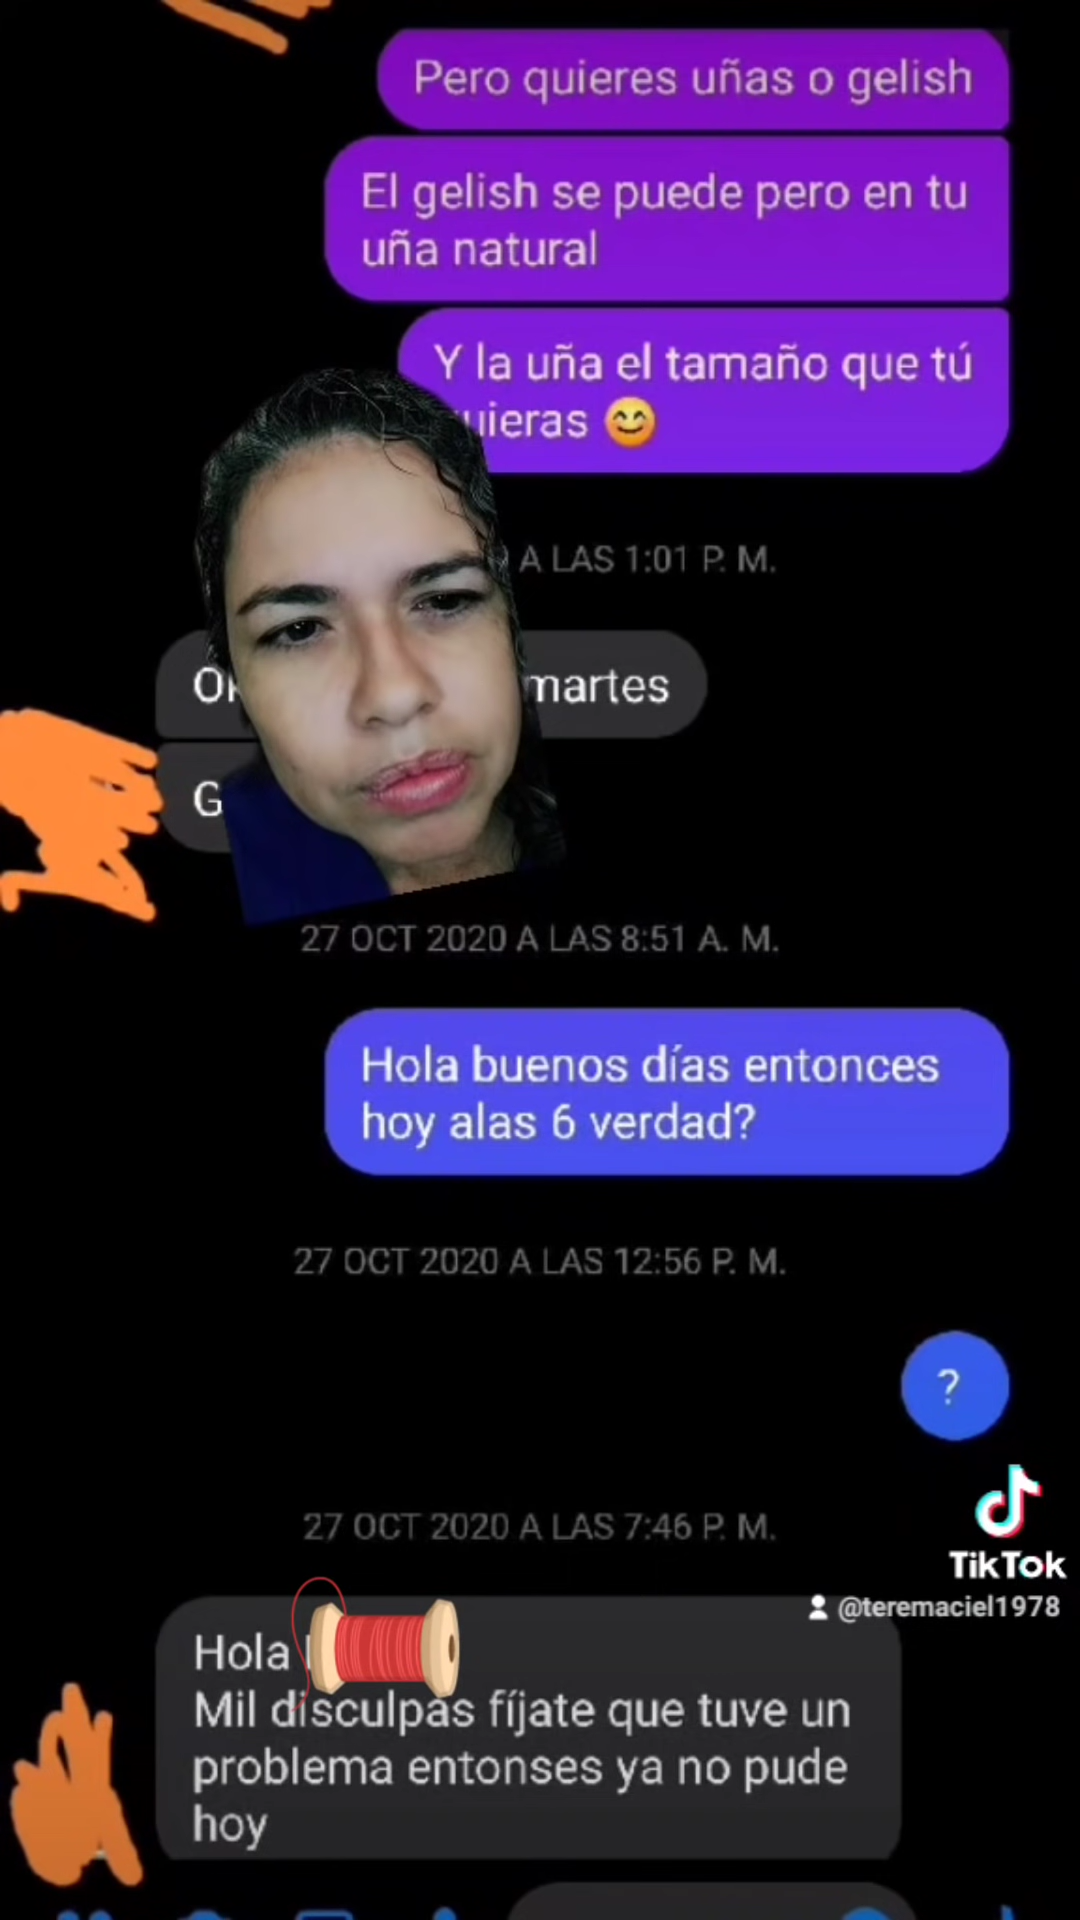 Pero quieres uñas o gelish
El gelish se puede pero en tu
uña natural
Y la uña el tamaño que tú
uieras 😊
A LAS 1:01 P. M.
martes
27 OCT 2020 A LAS 8:51 A. M.
Hola buenos días entonces
hoy alas 6 verdad?
27 OCT 2020 A LAS 12:56 P. M.
?
27 OCT 2020 A LAS 7:46 P. M.
TikTok
@teremaciel1978
Hola
Mil disculpas fíjate que tuve un
problema entonses ya no pude
hoy